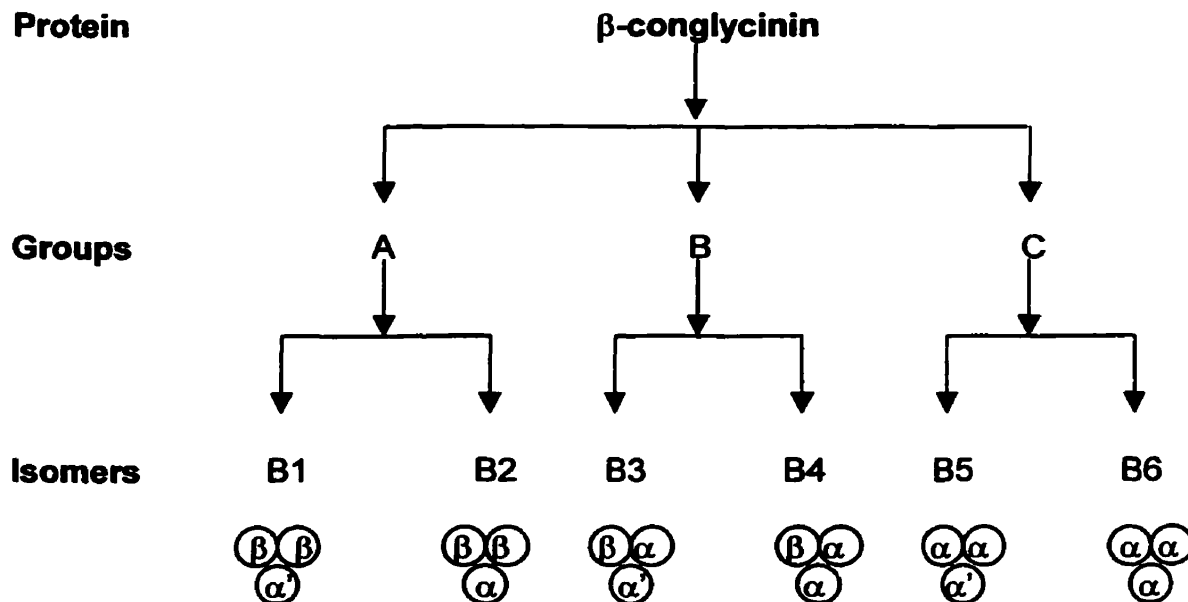 Protein β-conglycinin
Groups A B C
Isomers B1 B2 B3 B4 B5 B6
β β β β β α β α α α α α
α' α α' α α' α